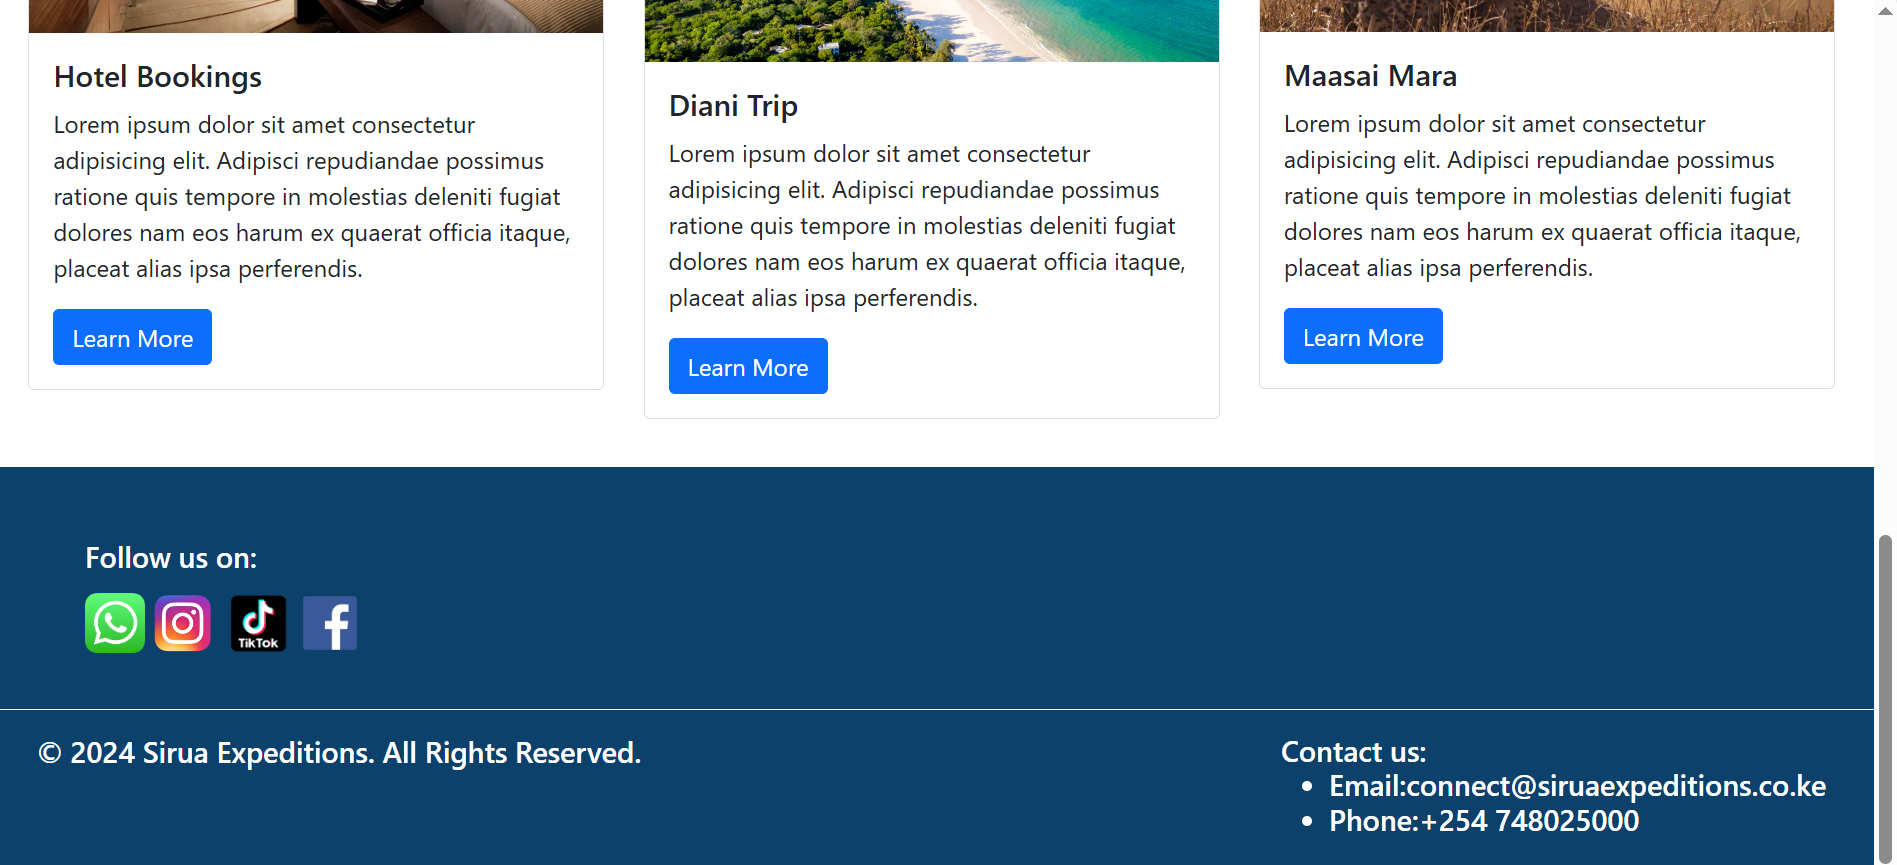 Hotel Bookings
Lorem ipsum dolor sit amet consectetur
adipisicing elit. Adipisci repudiandae possimus
ratione quis tempore in molestias deleniti fugiat
dolores nam eos harum ex quaerat officia itaque,
placeat alias ipsa perferendis.
Learn More
Diani Trip
Lorem ipsum dolor sit amet consectetur
adipisicing elit. Adipisci repudiandae possimus
ratione quis tempore in molestias deleniti fugiat
dolores nam eos harum ex quaerat officia itaque,
placeat alias ipsa perferendis.
Learn More
Maasai Mara
Lorem ipsum dolor sit amet consectetur
adipisicing elit. Adipisci repudiandae possimus
ratione quis tempore in molestias deleniti fugiat
dolores nam eos harum ex quaerat officia itaque,
placeat alias ipsa perferendis.
Learn More
Follow us on:
TikTok
© 2024 Sirua Expeditions. All Rights Reserved.
Contact us:
• Email:connect@siruaexpeditions.co.ke
• Phone:+254 748025000